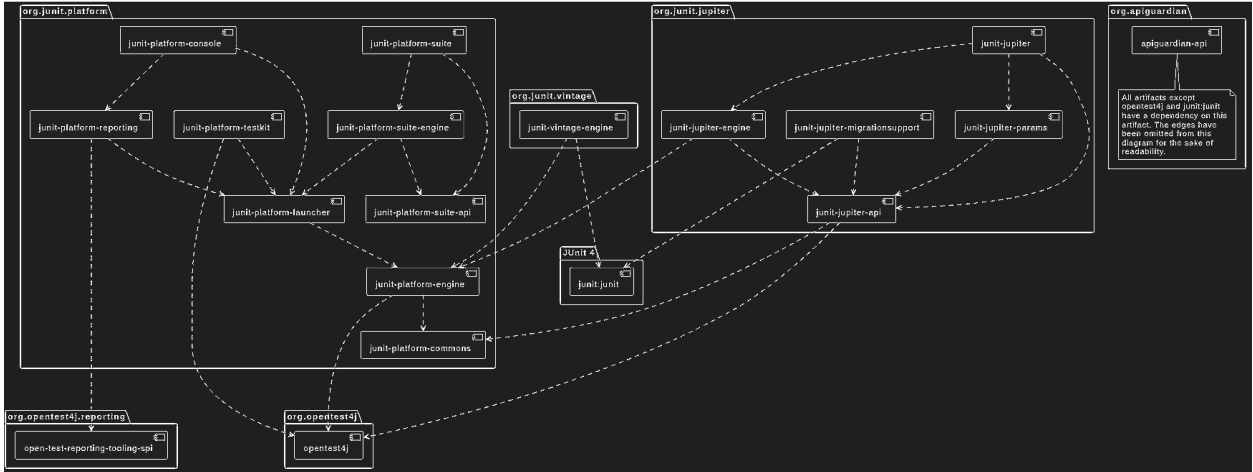 org.junit.platform
junit-platform-console
junit-platform-suite
junit-platform-reporting
junit-platform-testkit
junit-platform-suite-engine
junit-platform-launcher
junit-platform-suite-api
junit-platform-engine
junit-platform-commons
org.junit.vintage
junit-vintage-engine
JUnit 4
junit:junit
org.junit.jupiter
junit-jupiter
junit-jupiter-engine
junit-jupiter-migrationsupport
junit-jupiter-params
junit-jupiter-api
org.apiguardian
apiguardian-api
All artifacts except
opentest4j and junit:junit
have a dependency on this
artifact. The edges have
been omitted from this
diagram for the sake of
readability.
org.opentest4j.reporting
open-test-reporting-tooling-spi
org.opentest4j
opentest4j